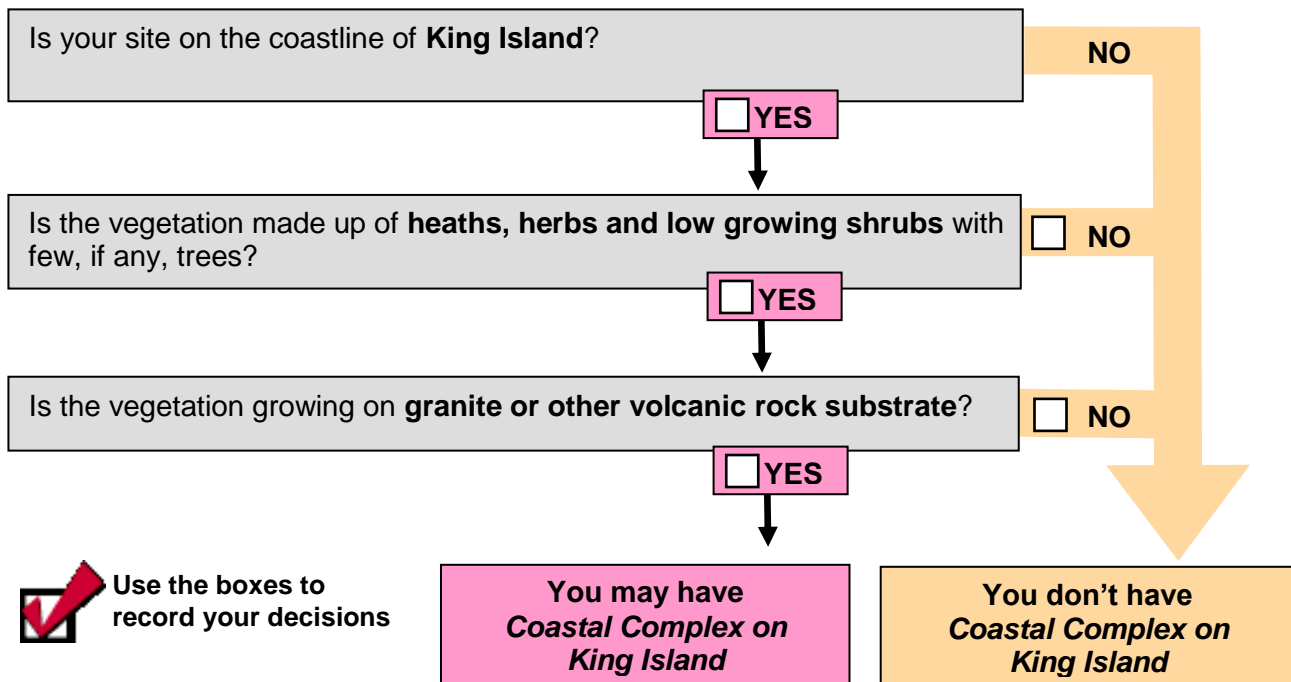 Is your site on the coastline of King Island?
NO
YES
Is the vegetation made up of heaths, herbs and low growing shrubs with
few, if any, trees?
NO
YES
Is the vegetation growing on granite or other volcanic rock substrate?
NO
YES
Use the boxes to
record your decisions
You may have
Coastal Complex on
King Island
You don't have
Coastal Complex on
King Island